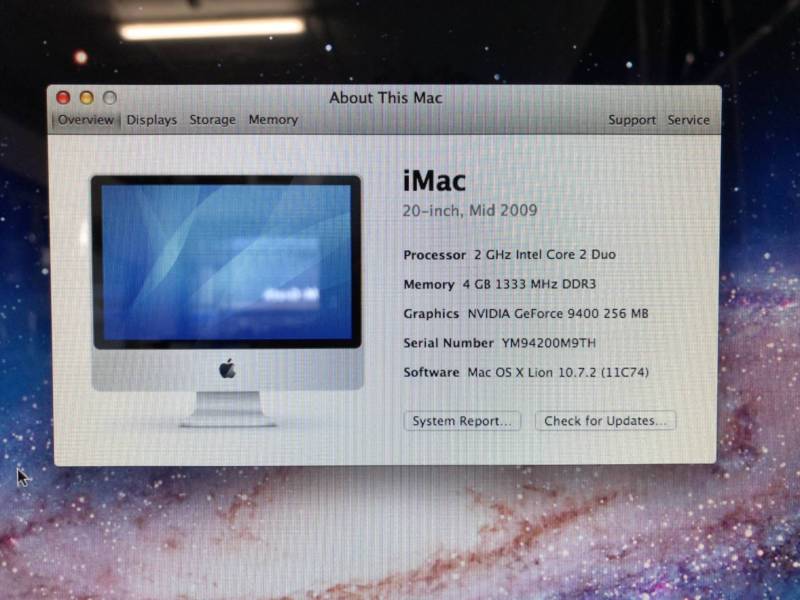 About This Mac
Overview Displays Storage Memory Support Service
iMac
20-inch, Mid 2009
Processor 2 GHz Intel Core 2 Duo
Memory 4 GB 1333 MHz DDR3
Graphics NVIDIA GeForce 9400 256 MB
Serial Number YM94200M9TH
Software Mac OS X Lion 10.7.2 (11C74)
System Report... Check for Updates...